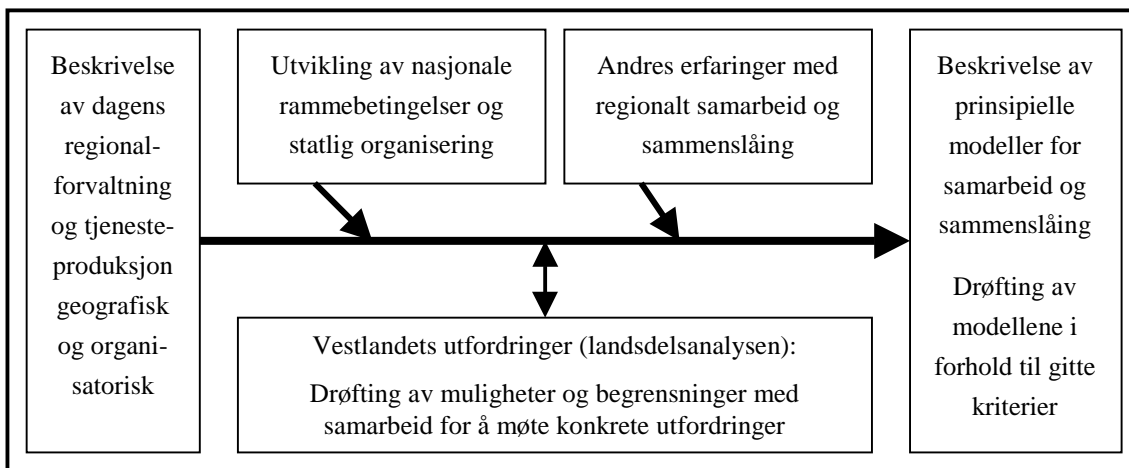 Beskrivelse
av dagens
regional-
forvaltning
og tjeneste-
produksjon
geografisk
og organi-
satorisk
Utvikling av nasjonale
rammebetingelser og
statlig organisering
Andres erfaringer med
regionalt samarbeid og
sammenslåing
Vestlandets utfordringer (landsdelsanalysen):
Drøfting av muligheter og begrensninger med
samarbeid for å møte konkrete utfordringer
Beskrivelse av
prinsipielle
modeller for
samarbeid og
sammenslåing
Drøfting av
modellene i
forhold til gitte
kriterier